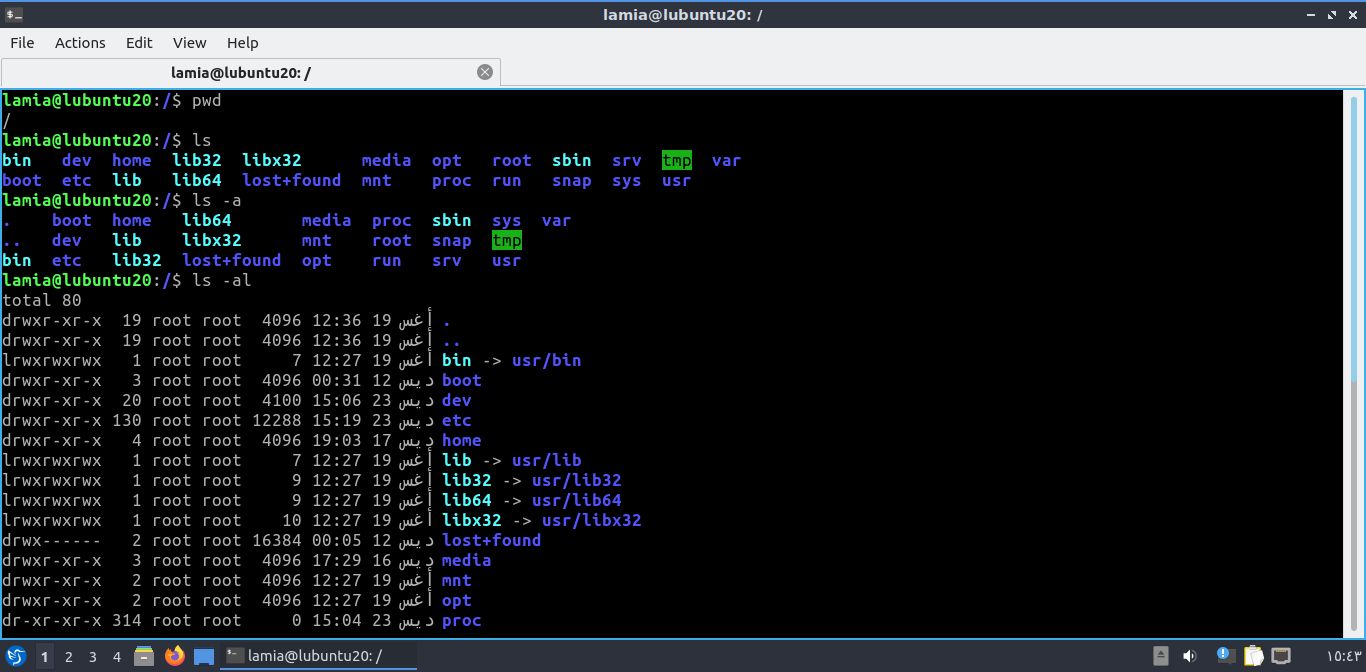 lamia@lubuntu20: /
File Actions Edit View Help
lamia@lubuntu20: /
lamia@lubuntu20:/$ pwd
/
lamia@lubuntu20:/$ ls
bin dev home lib32 libx32 media opt root sbin srv tmp var
boot etc lib lib64 lost+found mnt proc run snap sys usr
lamia@lubuntu20:/$ ls -a
. boot home lib64 media proc sbin sys var
.. dev lib libx32 mnt root snap tmp
bin etc lib32 lost+found opt run srv usr
lamia@lubuntu20:/$ ls -al
total 80
drwxr-xr-x 19 root root 4096 12:36 19 أغس .
drwxr-xr-x 19 root root 4096 12:36 19 أغس ..
lrwxrwxrwx 1 root root 7 12:27 19 أغس bin -> usr/bin
drwxr-xr-x 3 root root 4096 00:31 12 ديس boot
drwxr-xr-x 20 root root 4100 15:06 23 ديس dev
drwxr-xr-x 130 root root 12288 15:19 23 ديس etc
drwxr-xr-x 4 root root 4096 19:03 17 ديس home
lrwxrwxrwx 1 root root 7 12:27 19 أغس lib -> usr/lib
lrwxrwxrwx 1 root root 9 12:27 19 أغس lib32 -> usr/lib32
lrwxrwxrwx 1 root root 9 12:27 19 أغس lib64 -> usr/lib64
lrwxrwxrwx 1 root root 10 12:27 19 أغس libx32 -> usr/libx32
drwx------ 2 root root 16384 00:05 12 ديس lost+found
drwxr-xr-x 3 root root 4096 17:29 16 ديس media
drwxr-xr-x 2 root root 4096 12:27 19 أغس mnt
drwxr-xr-x 2 root root 4096 12:27 19 أغس opt
dr-xr-xr-x 314 root root 0 15:04 23 ديس proc
1 2 3 4 lamia@lubuntu20: / ١٥:٤٣